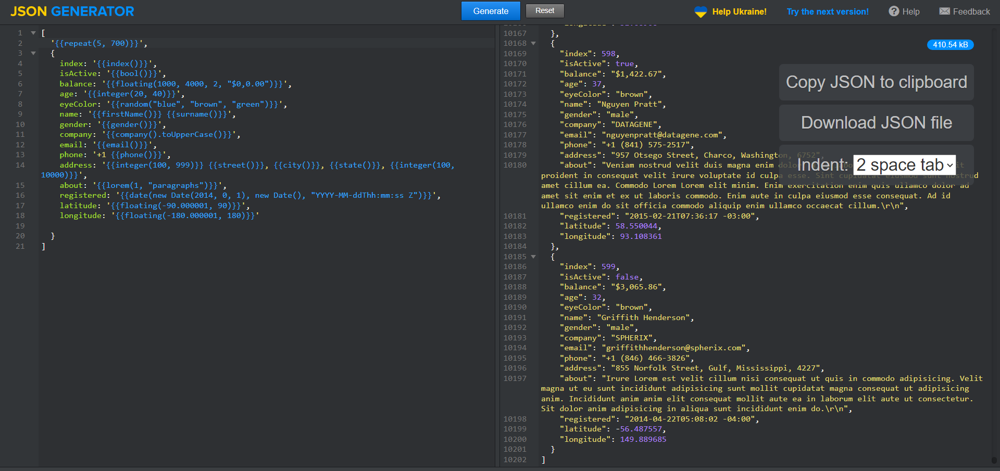 JSON GENERATOR
Generate
Reset
Help Ukraine!
Try the next version!
Help
Feedback
1 [
2 '{{repeat(5, 700)}}',
3 {
4 index: '{{index()}}',
5 isActive: '{{bool()}}',
6 balance: '{{floating(1000, 4000, 2, "$0,0.00")}}',
7 age: '{{integer(20, 40)}}',
8 eyeColor: '{{random("blue", "brown", "green")}}',
9 name: '{{firstName()}} {{surname()}}',
10 gender: '{{gender()}}',
11 company: '{{company().toUpperCase()}}',
12 email: '{{email()}}',
13 phone: '+1 {{phone()}}',
14 address: '{{integer(100, 999)}} {{street()}}, {{city()}}, {{state()}}, {{integer(100,
10000)}}',
15 about: '{{lorem(1, "paragraphs")}}',
16 registered: '{{date(new Date(2014, 0, 1), new Date(), "YYYY-MM-ddThh:mm:ss Z")}}',
17 latitude: '{{floating(-90.000001, 90)}}',
18 longitude: '{{floating(-180.000001, 180)}}'
19
20 }
21 ]
10167 },
10168 {
10169 "index": 598,
10170 "isActive": true,
10171 "balance": "$1,422.67",
10172 "age": 37,
10173 "eyeColor": "brown",
10174 "name": "Nguyen Pratt",
10175 "gender": "male",
10176 "company": "DATAGENE",
10177 "email": "nguyenpratt@datagene.com",
10178 "phone": "+1 (841) 575-2517",
10179 "address": "957 Otsego Street, Charco, Washington, 6752",
10180 "about": "Veniam nostrud velit duis magna enim
proident in consequat velit irure voluptate id culpa esse. Sint cupidatat eiusmod sunt nostrud
amet cillum ea. Commodo Lorem Lorem elit minim. Enim exercitation enim quis ullamco dolor ad
amet sit enim et ex ut laboris commodo. Enim aute in culpa eiusmod esse consequat. Ad id
ullamco enim do sit officia commodo aliquip enim ullamco occaecat cillum.\r\n",
10181 "registered": "2015-02-21T07:36:17 -03:00",
10182 "latitude": 58.550044,
10183 "longitude": 93.108361
10184 },
10185 {
10186 "index": 599,
10187 "isActive": false,
10188 "balance": "$3,065.86",
10189 "age": 32,
10190 "eyeColor": "brown",
10191 "name": "Griffith Henderson",
10192 "gender": "male",
10193 "company": "SPHERIX",
10194 "email": "griffithhenderson@spherix.com",
10195 "phone": "+1 (846) 466-3826",
10196 "address": "855 Norfolk Street, Gulf, Mississippi, 4227",
10197 "about": "Irure Lorem est velit cillum nisi consequat ut quis in commodo adipisicing. Velit
magna ut eu sunt incididunt adipisicing sunt mollit cupidatat magna consequat ut adipisicing
anim. Incididunt anim anim elit consequat mollit aute ea in laborum elit aute ut consectetur.
Sit dolor anim adipisicing in aliqua sunt incididunt enim do.\r\n",
10198 "registered": "2014-04-22T05:08:02 -04:00",
10199 "latitude": -56.487557,
10200 "longitude": 149.889685
10201 }
10202 ]
410.54 kB
Copy JSON to clipboard
Download JSON file
Indent: 2 space tab